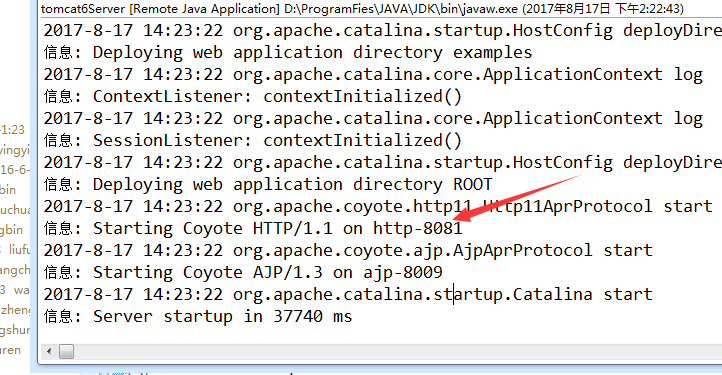 tomcat6Server [Remote Java Application] D:\ProgramFies\JAVA\JDK\bin\javaw.exe (2017年8月17日 下午2:22:43)
2017-8-17 14:23:22 org.apache.catalina.startup.HostConfig deployDire
信息: Deploying web application directory examples
2017-8-17 14:23:22 org.apache.catalina.core.ApplicationContext log
信息: ContextListener: contextInitialized()
2017-8-17 14:23:22 org.apache.catalina.core.ApplicationContext log
信息: SessionListener: contextInitialized()
2017-8-17 14:23:22 org.apache.catalina.startup.HostConfig deployDire
信息: Deploying web application directory ROOT
2017-8-17 14:23:22 org.apache.coyote.http11.Http11AprProtocol start
信息: Starting Coyote HTTP/1.1 on http-8081
2017-8-17 14:23:22 org.apache.coyote.ajp.AjpAprProtocol start
信息: Starting Coyote AJP/1.3 on ajp-8009
2017-8-17 14:23:22 org.apache.catalina.startup.Catalina start
信息: Server startup in 37740 ms
-1:23
yingyi
16-6-
bin
uchua
gbin
liufu
angch
3 wa
zheng
gshur
uren